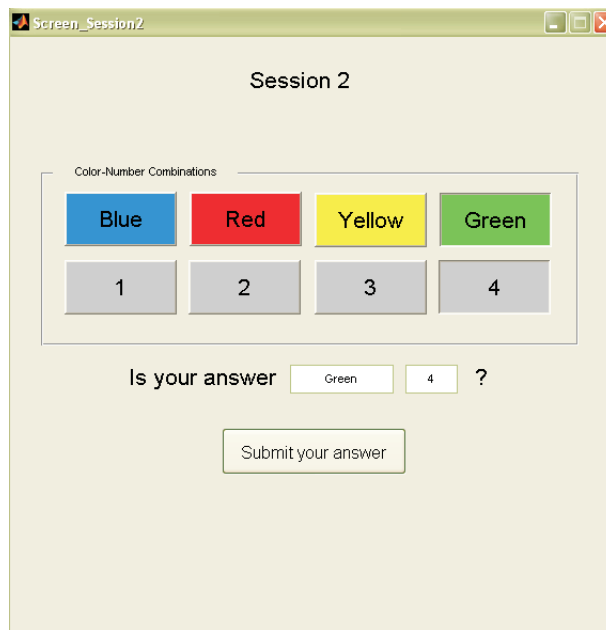 Screen_Session2
Session 2
Color-Number Combinations
Blue Red Yellow Green
1 2 3 4
Is your answer Green 4 ?
Submit your answer